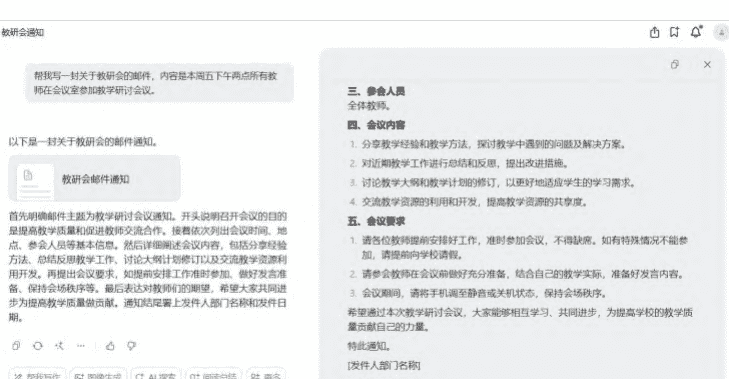 教研会通知
帮我写一封关于教研会的邮件，内容是本周五下午两点所有教
师在会议室参加教学研讨会议。
以下是一封关于教研会的邮件通知。
教研会邮件通知
首先明确邮件主题为教学研讨会议通知。开头说明召开会议的目的
是提高教学质量和促进教师交流合作。接着依次列出会议时间、地
点、参会人员等基本信息。然后详细阐述会议内容，包括分享经验
方法、总结反思教学工作、讨论大纲计划修订以及交流教学资源利
用开发。再提出会议要求，如提前安排工作准时参加、做好发言准
备、保持会场秩序等。最后表达对教师们的期望，希望大家共同进
步为提高教学质量做贡献。通知结尾署上发件人部门名称和发件日
期。
帮我写作
图像生成
AI 搜索
阅读总结
更多
三、参会人员
全体教师。
四、会议内容
1. 分享教学经验和教学方法，探讨教学中遇到的问题及解决方案。
2. 对近期教学工作进行总结和反思，提出改进措施。
3. 讨论教学大纲和教学计划的修订，以更好地适应学生的学习需求。
4. 交流教学资源的利用和开发，提高教学资源的共享度。
五、会议要求
1. 请各位教师提前安排好工作，准时参加会议，不得缺席。如有特殊情况不能参
加，请提前向学校请假。
2. 请参会教师在会议前做好充分准备，结合自己的教学实际，准备好发言内容。
3. 会议期间，请将手机调至静音或关机状态，保持会场秩序。
希望通过本次教学研讨会议，大家能够相互学习、共同进步，为提高学校的教学质
量贡献自己的力量。
特此通知。
[发件人部门名称]